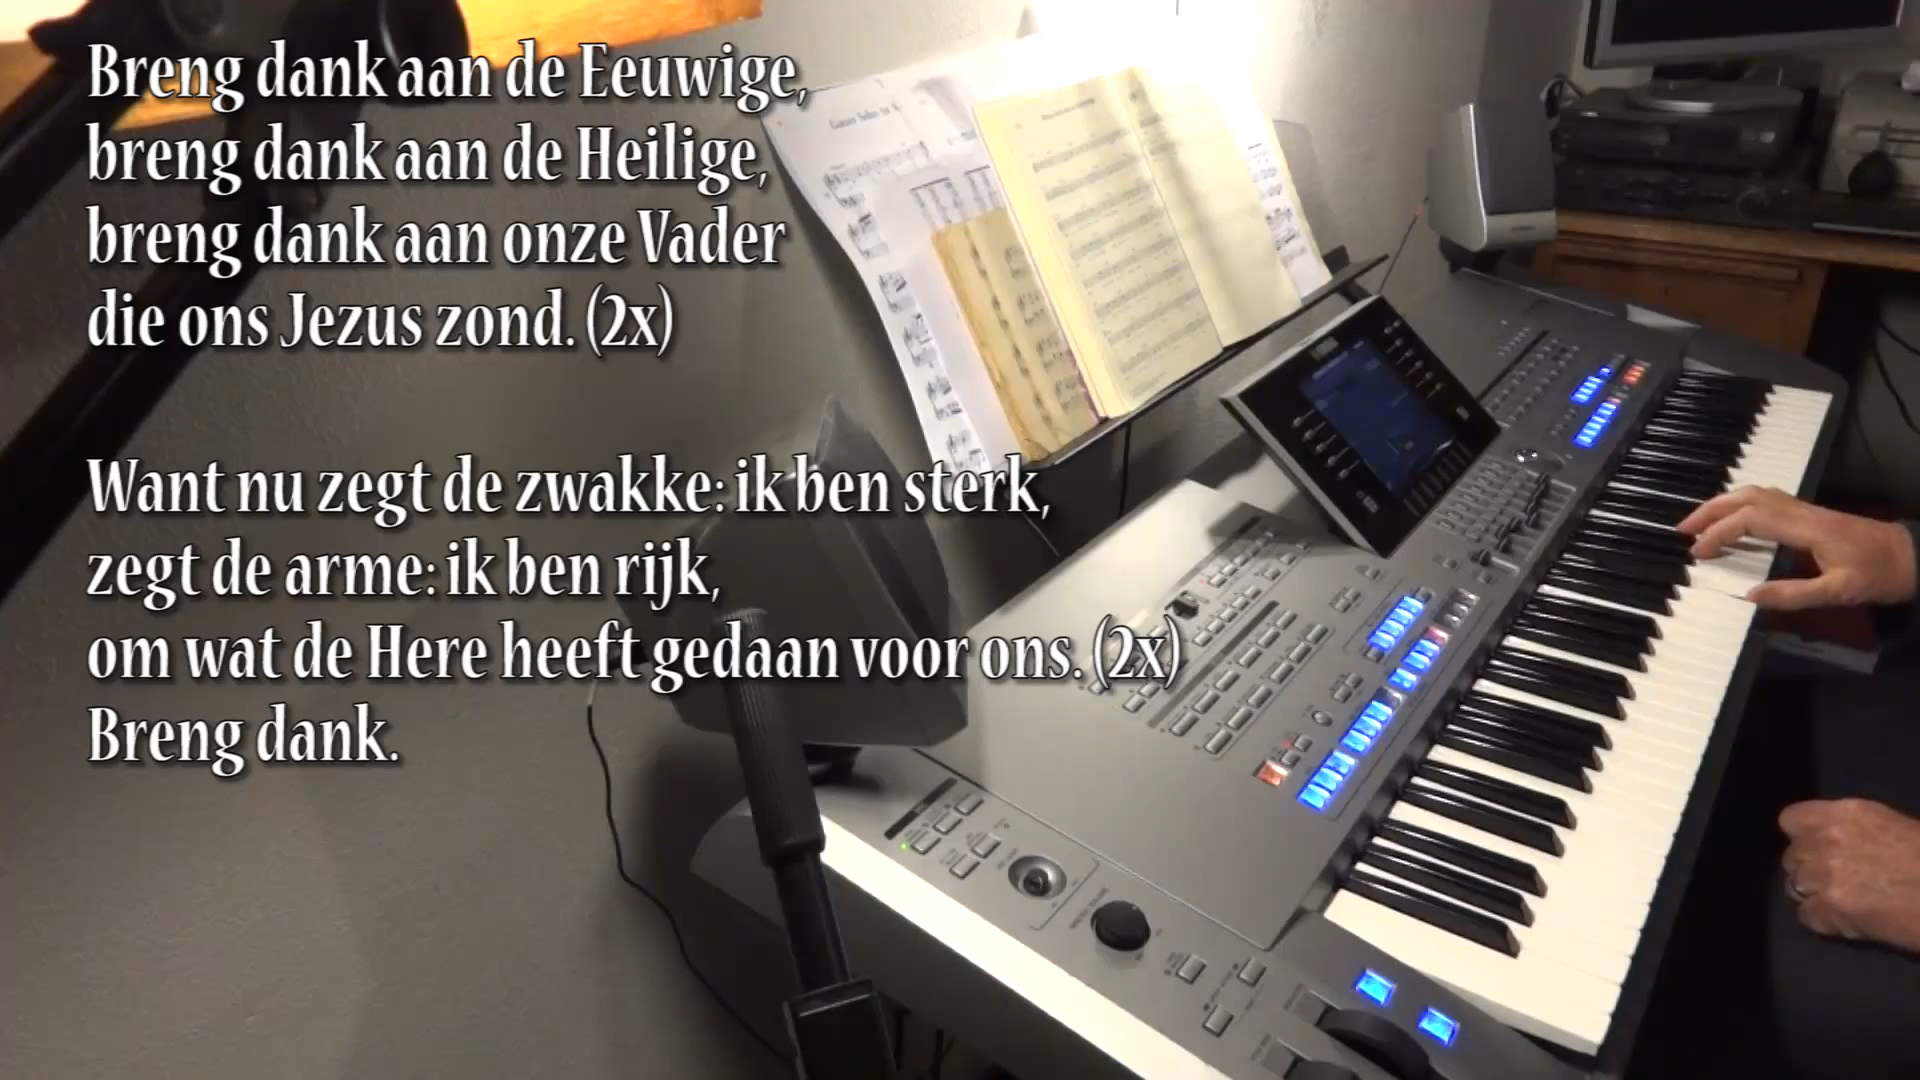 Breng dank aan de Eeuwige,
breng dank aan de Heilige,
breng dank aan onze Vader
die ons Jezus zond. (2x)
Want nu zegt de zwakke: ik ben sterk,
zegt de arme: ik ben rijk,
om wat de Here heeft gedaan voor ons. (2x)
Breng dank.